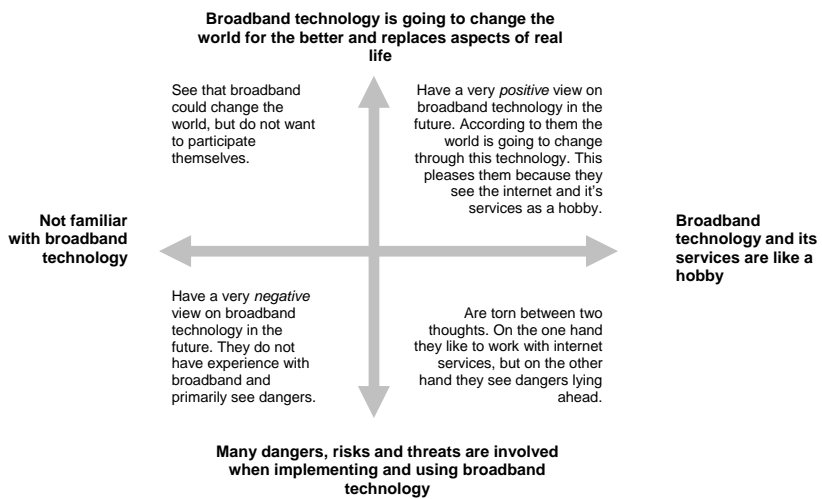 Broadband technology is going to change the
world for the better and replaces aspects of real
life
See that broadband
could change the
world, but do not want
to participate
themselves.
Have a very positive view on
broadband technology in the
future. According to them the
world is going to change
through this technology. This
pleases them because they
see the internet and it's
services as a hobby.
Not familiar
with broadband
technology
Broadband
technology and its
services are like a
hobby
Have a very negative
view on broadband
technology in the
future. They do not
have experience with
broadband and
primarily see dangers.
Are torn between two
thoughts. On the one hand
they like to work with internet
services, but on the other
hand they see dangers lying
ahead.
Many dangers, risks and threats are involved
when implementing and using broadband
technology